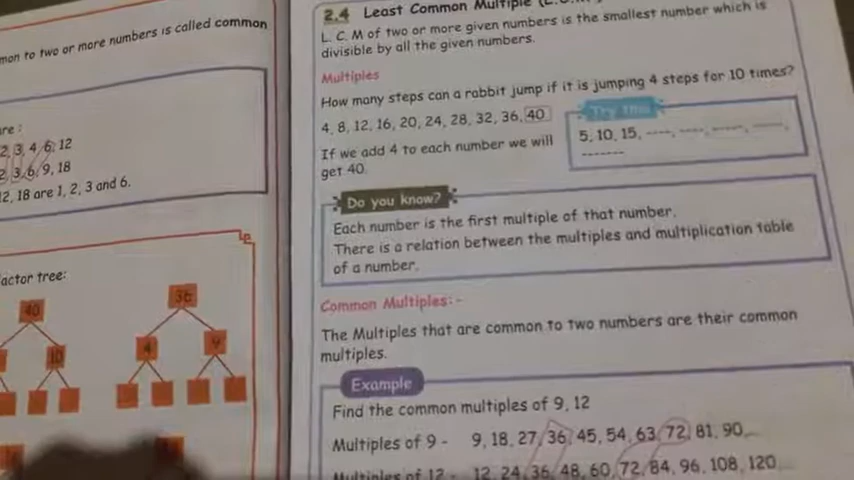 mon to two or more numbers is called common
re :
2, 3, 4, 6, 12
2, 3, 6, 9, 18
12, 18 are 1, 2, 3 and 6.
actor tree:
40
10
36
4 9
2.4 Least Common Multiple
L. C. M of two or more given numbers is the smallest number which is
divisible by all the given numbers.
Multiples
How many steps can a rabbit jump if it is jumping 4 steps for 10 times?
4, 8, 12, 16, 20, 24, 28, 32, 36, 40
If we add 4 to each number we will
get 40.
Try this
5, 10, 15, ----, ----, -----, -----,
-------
Do you know?
Each number is the first multiple of that number.
There is a relation between the multiples and multiplication table
of a number.
Common Multiples: -
The Multiples that are common to two numbers are their common
multiples.
Example
Find the common multiples of 9, 12
Multiples of 9 - 9, 18, 27, 36, 45, 54, 63, 72, 81, 90,...
Multiples of 12 - 12, 24, 36, 48, 60, 72, 84, 96, 108, 120